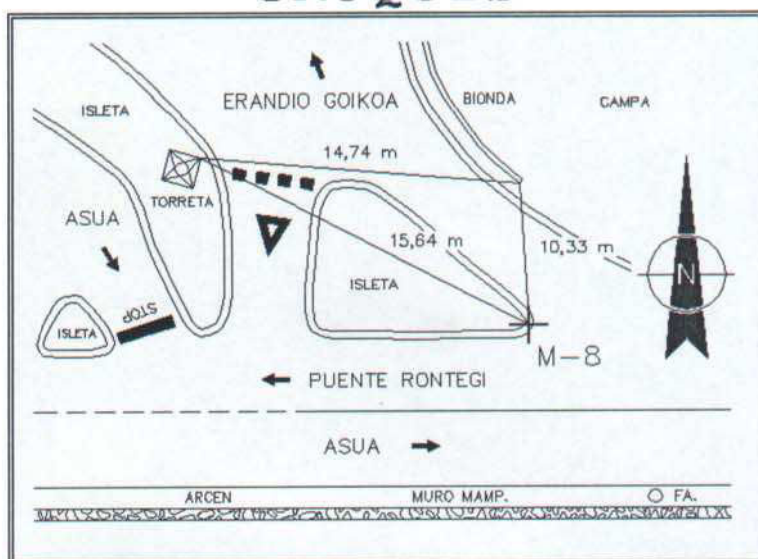 ISLETA
ERANDIO GOIKOA
BIONDA
CAMPA
14,74 m
TORRETA
ASUA
15,64 m
10,33 m
N
ISLETA
STOP
ISLETA
M-8
PUENTE RONTEGI
ASUA
ARCEN
MURO MAMP.
FA.